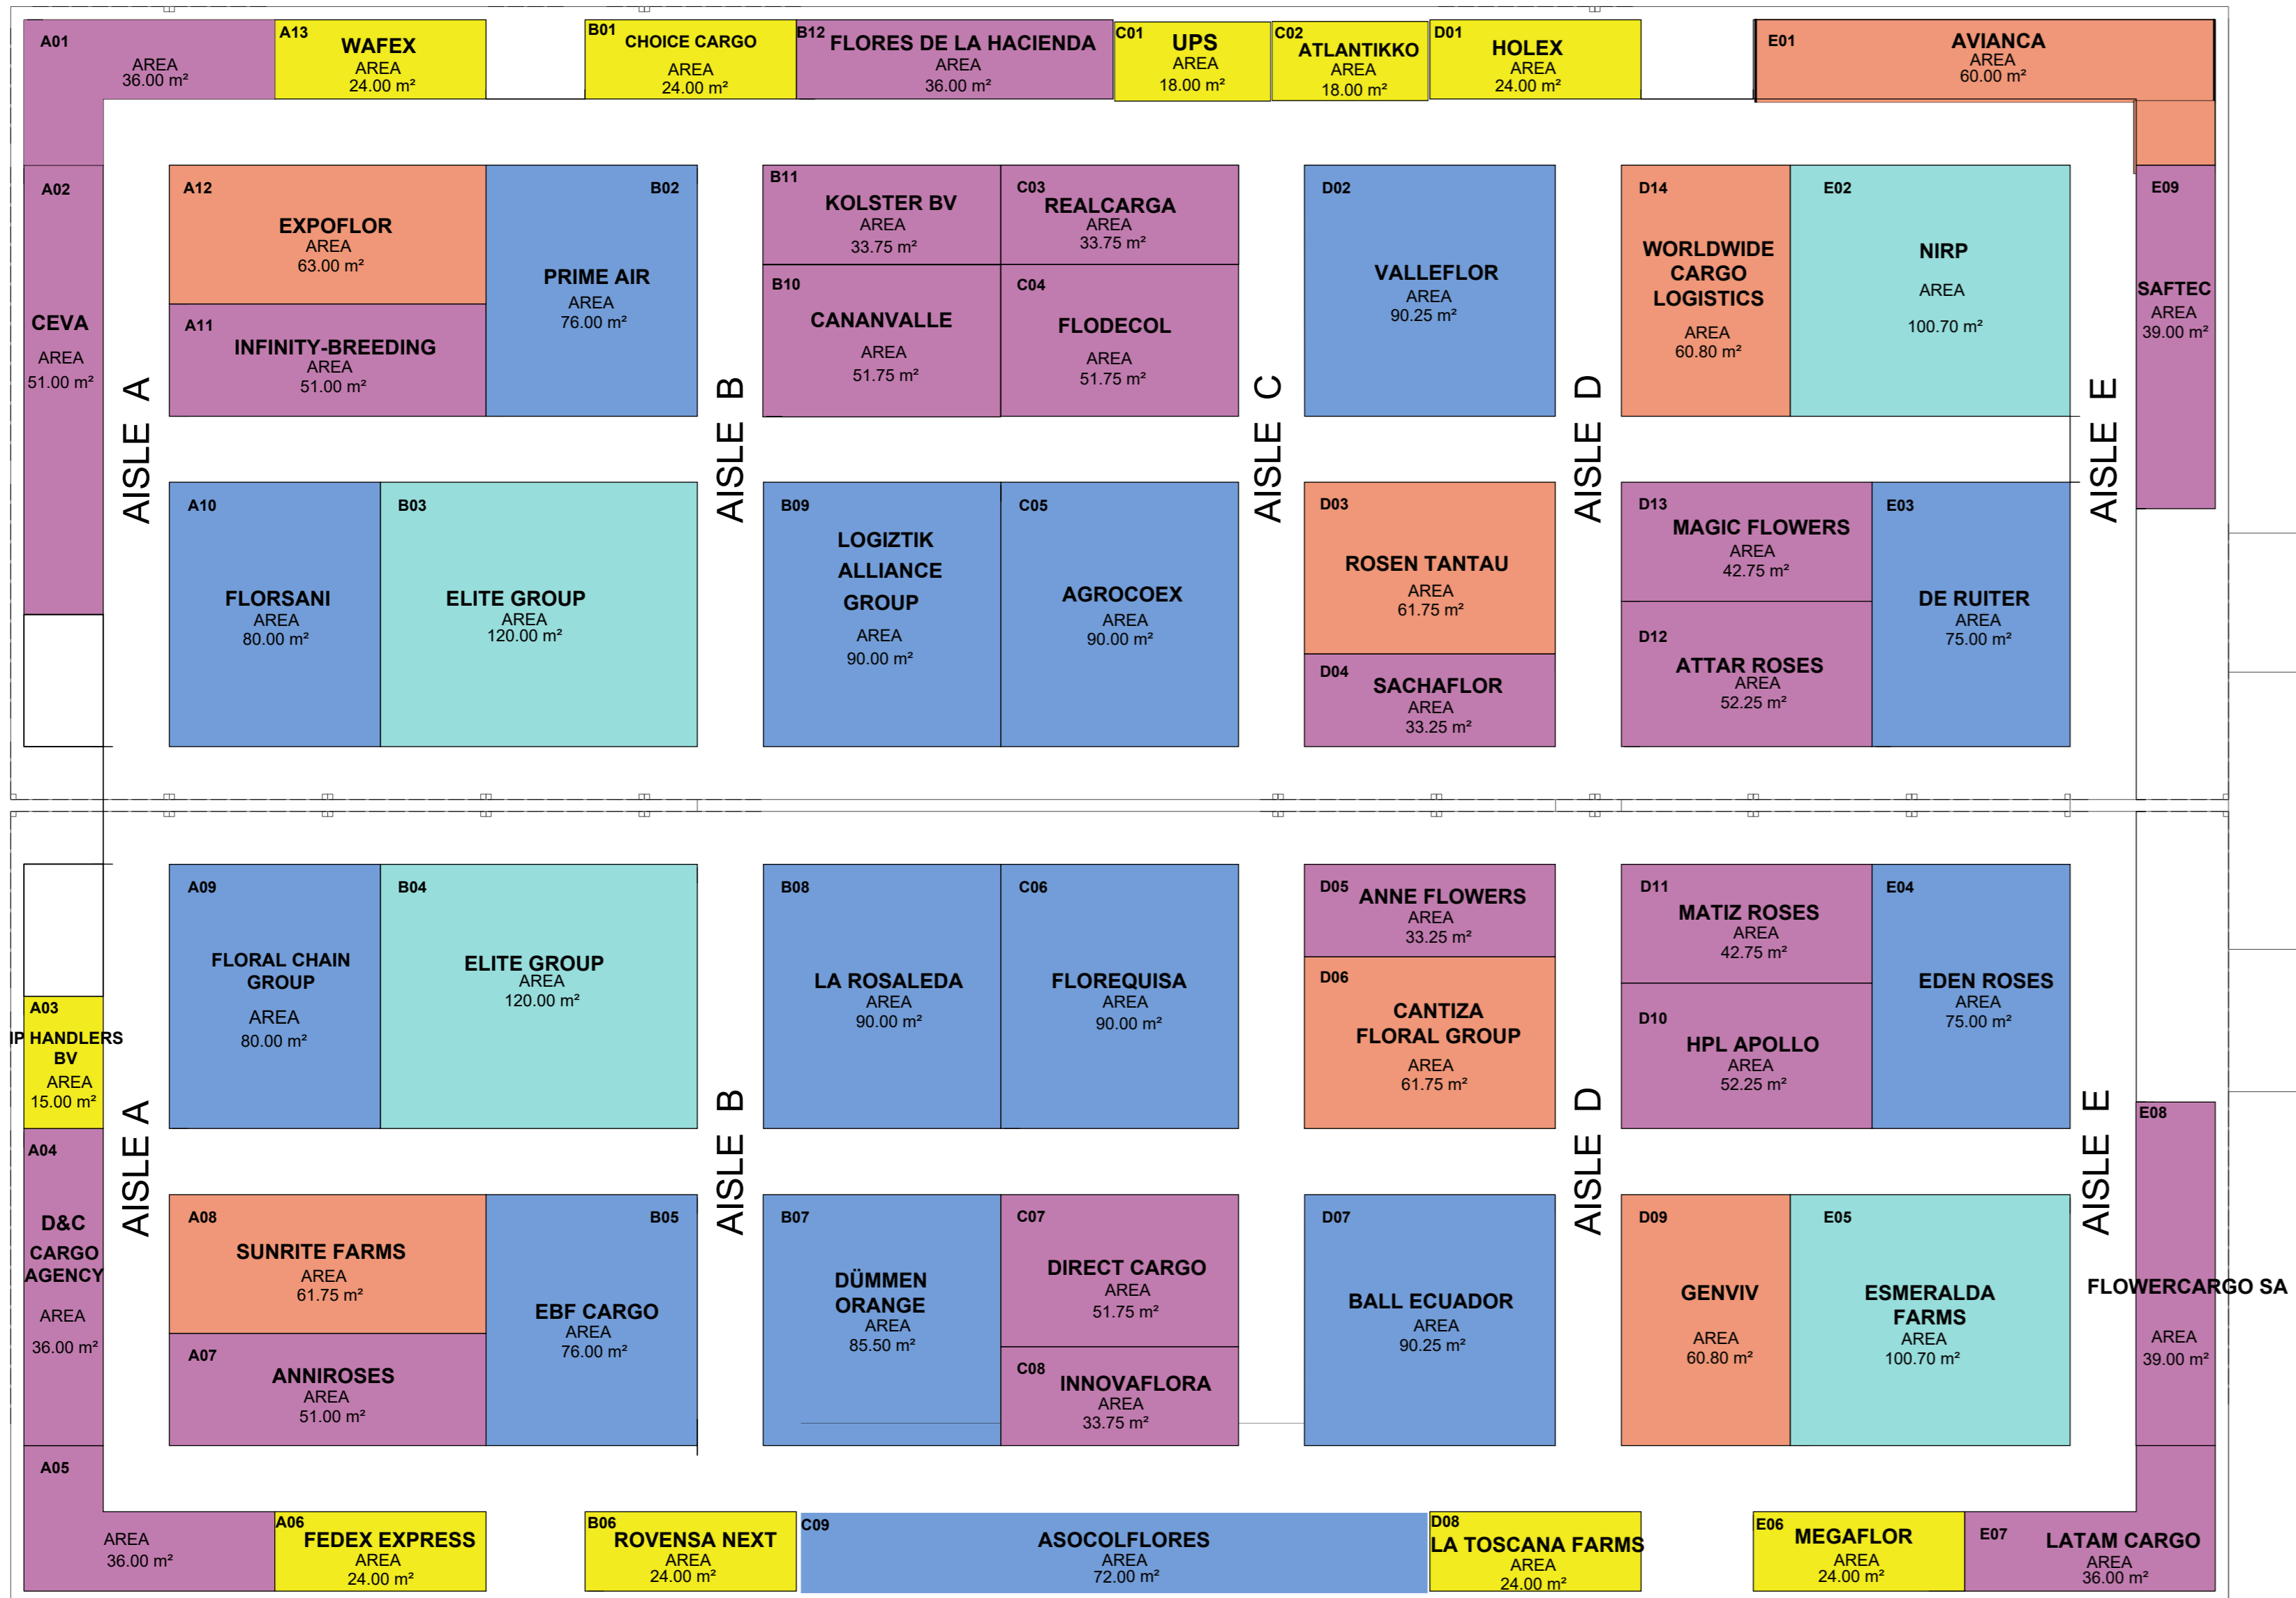 A01
AREA
36.00 m²
A13
WAFEX
AREA
24.00 m²
B01
CHOICE CARGO
AREA
24.00 m²
B12
FLORES DE LA HACIENDA
AREA
36.00 m²
C01
UPS
AREA
18.00 m²
C02
ATLANTIKKO
AREA
18.00 m²
D01
HOLEX
AREA
24.00 m²
E01
AVIANCA
AREA
60.00 m²
A02
CEVA
AREA
51.00 m²
A12
EXPOFLOR
AREA
63.00 m²
A11
INFINITY-BREEDING
AREA
51.00 m²
B02
PRIME AIR
AREA
76.00 m²
B11
KOLSTER BV
AREA
33.75 m²
C03
REALCARGA
AREA
33.75 m²
B10
CANANVALLE
AREA
51.75 m²
C04
FLODECOL
AREA
51.75 m²
D02
VALLEFLOR
AREA
90.25 m²
D14
WORLDWIDE
CARGO
LOGISTICS
AREA
60.80 m²
E02
NIRP
AREA
100.70 m²
E09
SAFTEC
AREA
39.00 m²
AISLE A
AISLE B
AISLE C
AISLE D
AISLE E
A10
FLORSANI
AREA
80.00 m²
B03
ELITE GROUP
AREA
120.00 m²
B09
LOGIZTIK
ALLIANCE
GROUP
AREA
90.00 m²
C05
AGROCOEX
AREA
90.00 m²
D03
ROSEN TANTAU
AREA
61.75 m²
D04
SACHAFLOR
AREA
33.25 m²
D13
MAGIC FLOWERS
AREA
42.75 m²
D12
ATTAR ROSES
AREA
52.25 m²
E03
DE RUITER
AREA
75.00 m²
A03
IP HANDLERS
BV
AREA
15.00 m²
A09
FLORAL CHAIN
GROUP
AREA
80.00 m²
B04
ELITE GROUP
AREA
120.00 m²
B08
LA ROSALEDA
AREA
90.00 m²
C06
FLOREQUISA
AREA
90.00 m²
D05
ANNE FLOWERS
AREA
33.25 m²
D06
CANTIZA
FLORAL GROUP
AREA
61.75 m²
D11
MATIZ ROSES
AREA
42.75 m²
D10
HPL APOLLO
AREA
52.25 m²
E04
EDEN ROSES
AREA
75.00 m²
AISLE A
AISLE B
AISLE D
AISLE E
A04
D&C
CARGO
AGENCY
AREA
36.00 m²
A08
SUNRITE FARMS
AREA
61.75 m²
A07
ANNIROSES
AREA
51.00 m²
B05
EBF CARGO
AREA
76.00 m²
B07
DÜMMEN
ORANGE
AREA
85.50 m²
C07
DIRECT CARGO
AREA
51.75 m²
C08
INNOVAFLORA
AREA
33.75 m²
D07
BALL ECUADOR
AREA
90.25 m²
D09
GENVIV
AREA
60.80 m²
E05
ESMERALDA
FARMS
AREA
100.70 m²
E08
FLOWERCARGO SA
AREA
39.00 m²
A05
AREA
36.00 m²
A06
FEDEX EXPRESS
AREA
24.00 m²
B06
ROVENSA NEXT
AREA
24.00 m²
C09
ASOCOLFLORES
AREA
72.00 m²
D08
LA TOSCANA FARMS
AREA
24.00 m²
E06
MEGAFLOR
AREA
24.00 m²
E07
LATAM CARGO
AREA
36.00 m²